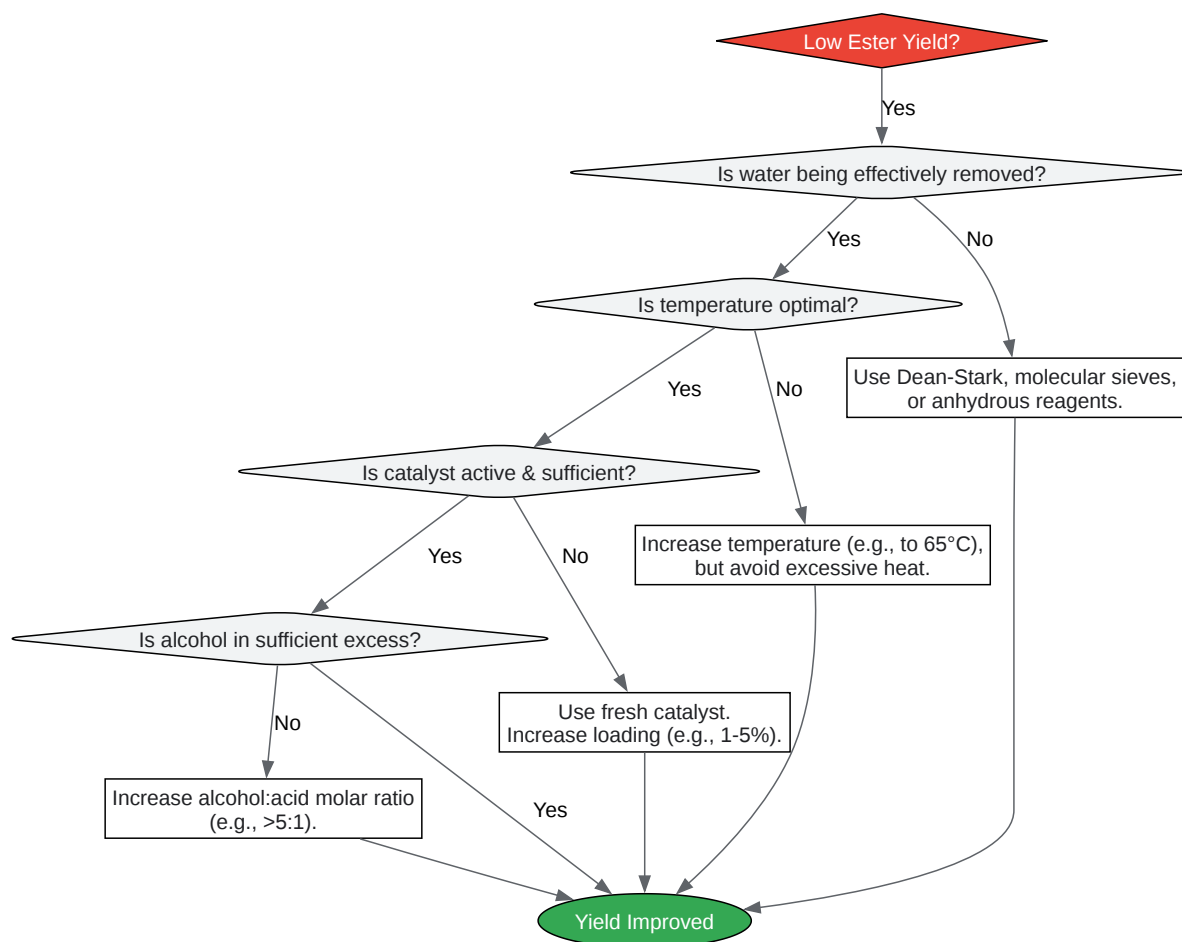 Low Ester Yield?
Yes
Is water being effectively removed?
Yes
No
Is temperature optimal?
Use Dean-Stark, molecular sieves,
or anhydrous reagents.
Yes
No
Is catalyst active & sufficient?
Increase temperature (e.g., to 65°C),
but avoid excessive heat.
Yes
No
Is alcohol in sufficient excess?
Use fresh catalyst.
Increase loading (e.g., 1-5%).
No
Increase alcohol:acid molar ratio
(e.g., >5:1).
Yes
Yield Improved